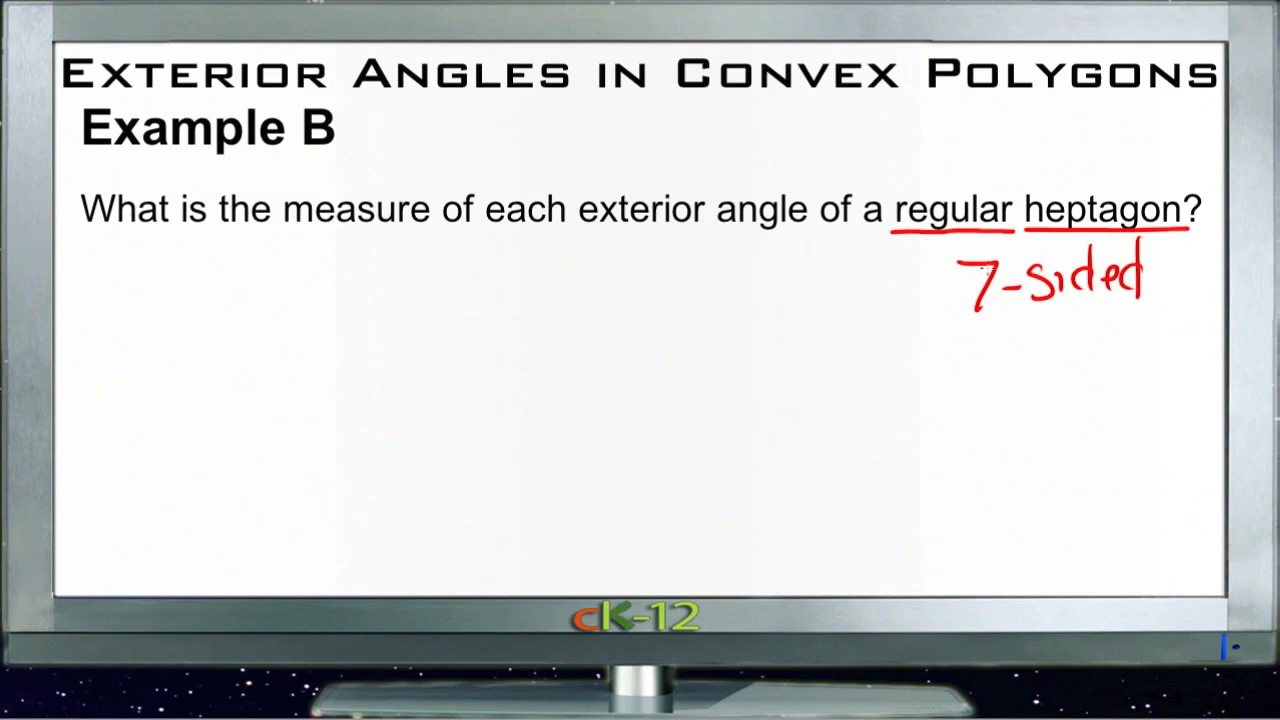 EXTERIOR ANGLES IN CONVEX POLYGONS
Example B
What is the measure of each exterior angle of a regular heptagon?
7-sided
cK-12